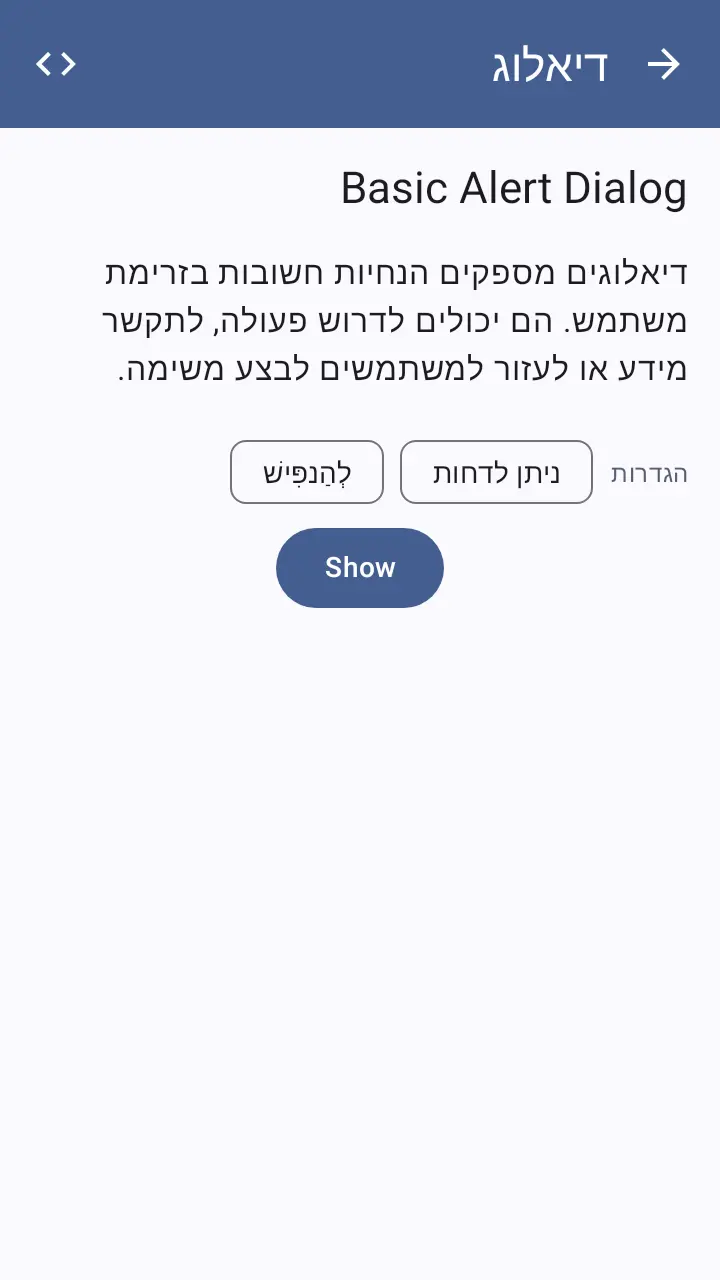 דיאלוג
Basic Alert Dialog
דיאלוגים מספקים הנחיות חשובות בזרימת
משתמש. הם יכולים לדרוש פעולה, לתקשר
מידע או לעזור למשתמשים לבצע משימה.
הגדרות
ניתן לדחות
לְהַנפִּישׁ
Show